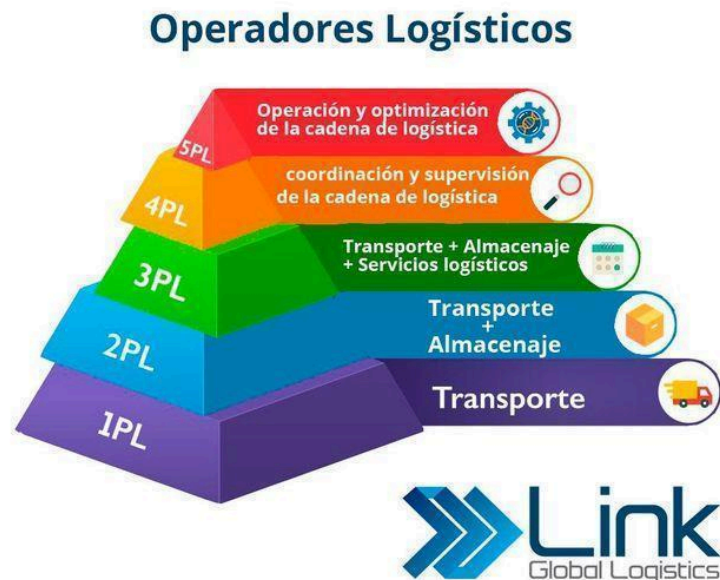 Operadores Logísticos
5PL
Operación y optimización
de la cadena de logística
4PL
coordinación y supervisión
de la cadena de logística
3PL
Transporte + Almacenaje
+ Servicios logísticos
2PL
Transporte
+
Almacenaje
1PL
Transporte
Link
Global Logistics